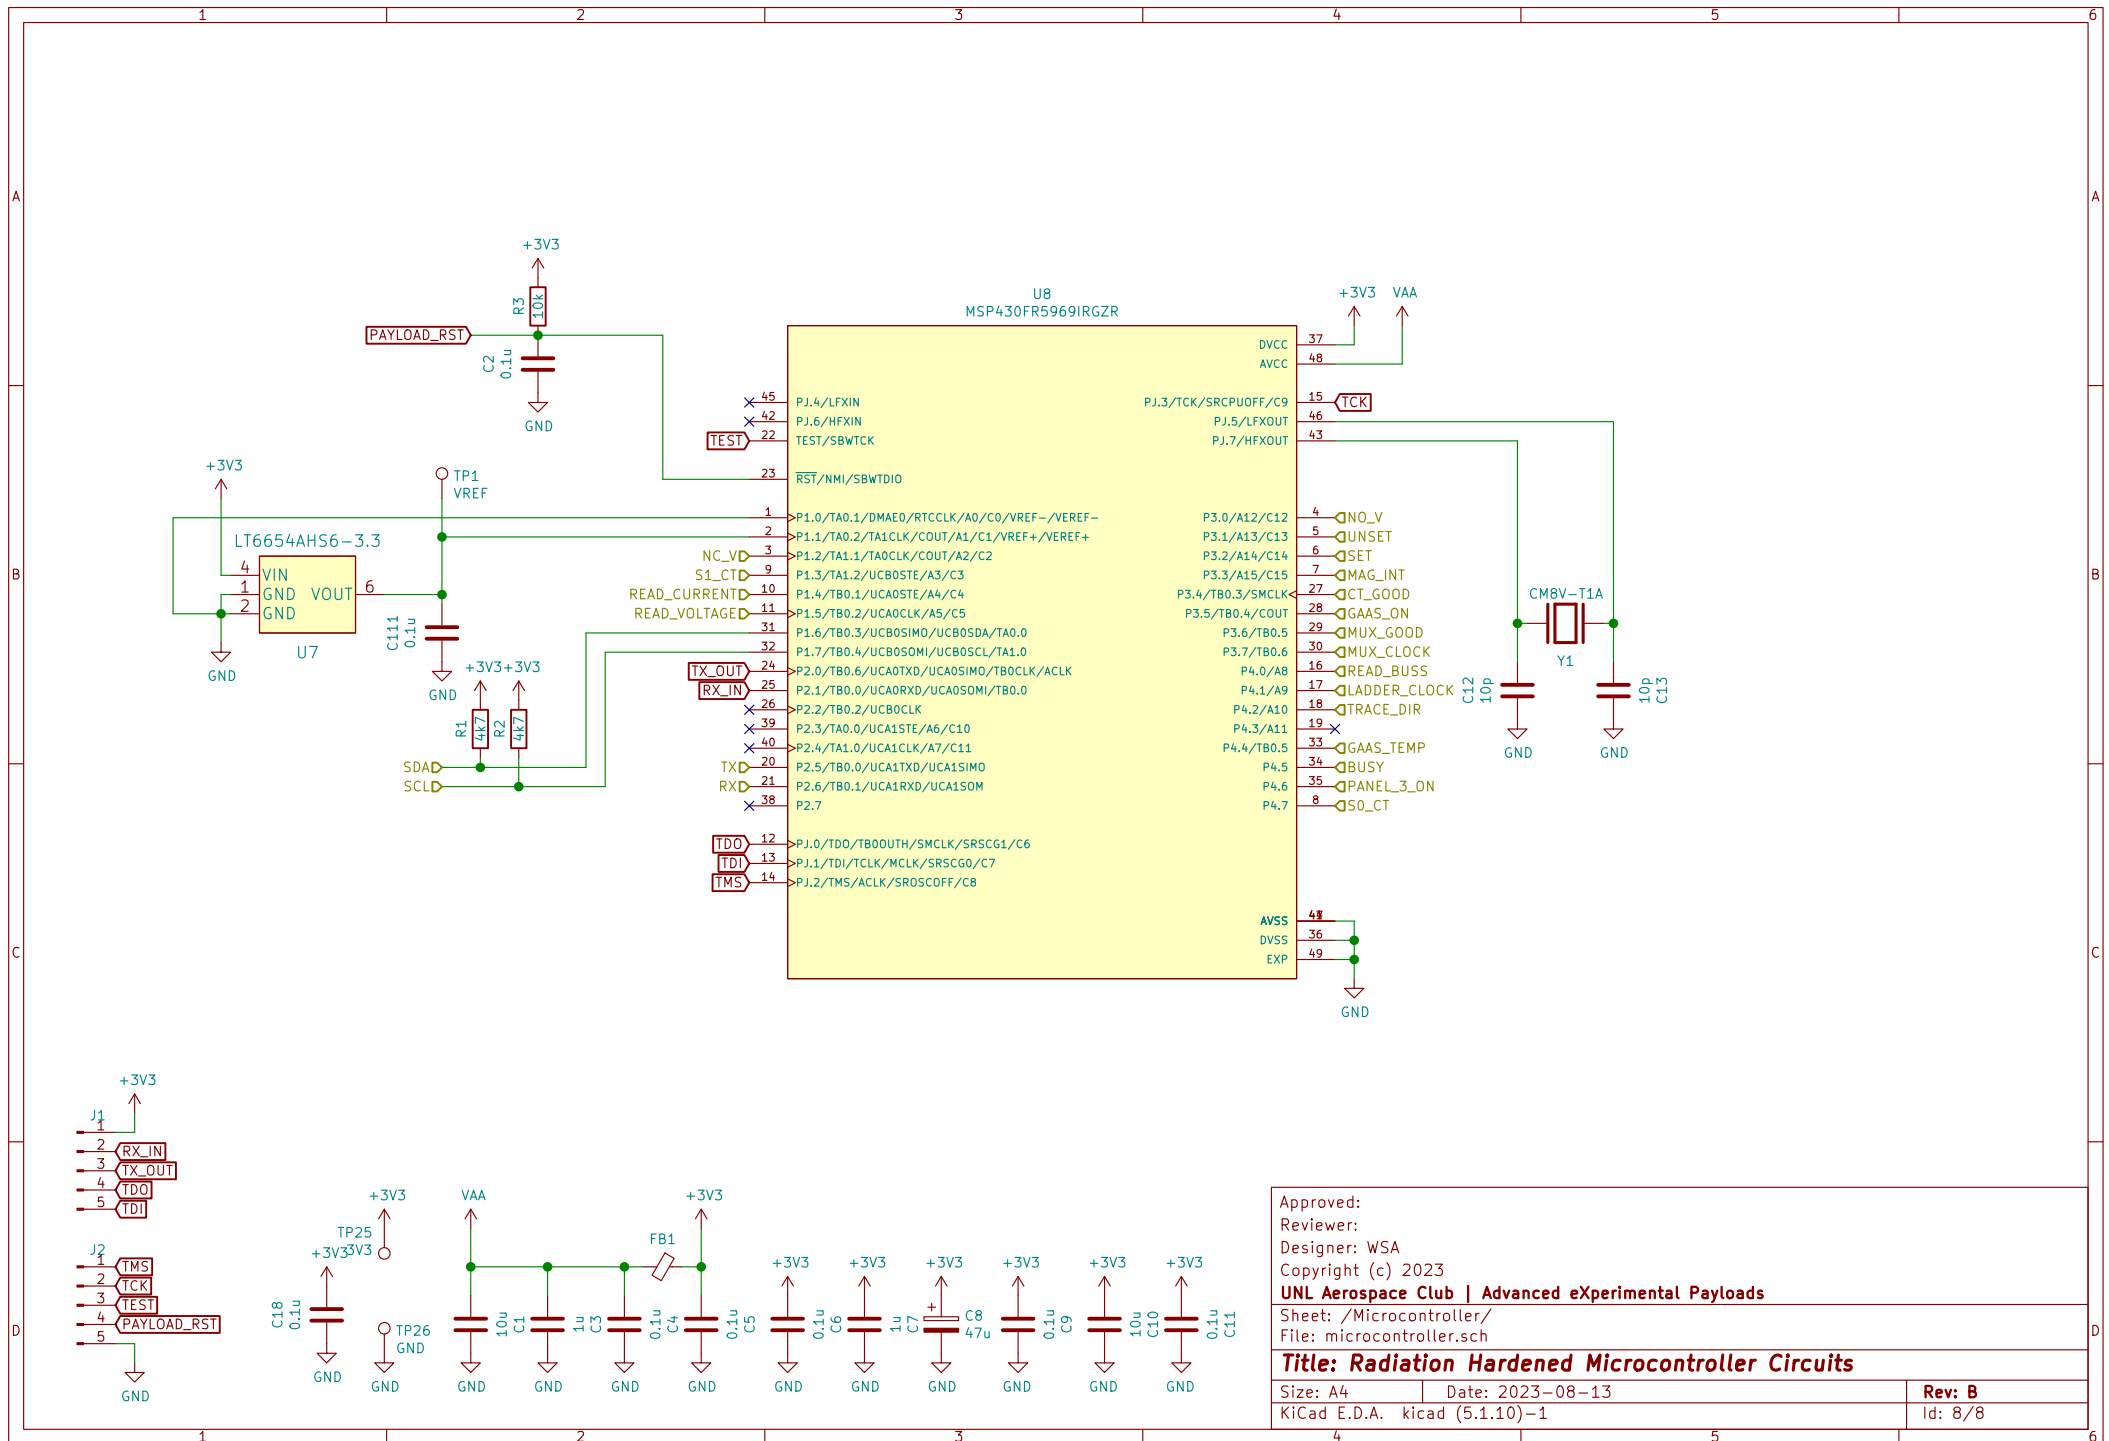 1 2 3 4 5 6
A A
B B
C C
D D
+3V3
R3
10k
PAYLOAD_RST
C2
0.1u
GND
+3V3
TP1
VREF
LT6654AHS6-3.3
4 VIN
1 GND
2 GND
VOUT 6
U7
GND
C111
0.1u
GND
+3V3 +3V3
R1
4k7
R2
4k7
SDA
SCL
U8
MSP430FR5969IRGZR
45 PJ.4/LFXIN
42 PJ.6/HFXIN
TEST 22 TEST/SBWTCK
23 RST/NMI/SBWTDIO
1 P1.0/TA0.1/DMAE0/RTCCLK/A0/C0/VREF-/VEREF-
2 P1.1/TA0.2/TA1CLK/COUT/A1/C1/VREF+/VEREF+
NC_V 3 P1.2/TA1.1/TA0CLK/COUT/A2/C2
S1_CT 9 P1.3/TA1.2/UCB0STE/A3/C3
READ_CURRENT 10 P1.4/TB0.1/UCA0STE/A4/C4
READ_VOLTAGE 11 P1.5/TB0.2/UCA0CLK/A5/C5
31 P1.6/TB0.3/UCB0SIMO/UCB0SDA/TA0.0
32 P1.7/TB0.4/UCB0SOMI/UCB0SCL/TA1.0
TX_OUT 24 P2.0/TB0.6/UCA0TXD/UCA0SIMO/TB0CLK/ACLK
RX_IN 25 P2.1/TB0.0/UCA0RXD/UCA0SOMI/TB0.0
26 P2.2/TB0.2/UCB0CLK
39 P2.3/TA0.0/UCA1STE/A6/C10
40 P2.4/TA1.0/UCA1CLK/A7/C11
TX 20 P2.5/TB0.0/UCA1TXD/UCA1SIMO
RX 21 P2.6/TB0.1/UCA1RXD/UCA1SOM
38 P2.7
TDO 12 PJ.0/TDO/TB0OUTH/SMCLK/SRSCG1/C6
TDI 13 PJ.1/TDI/TCLK/MCLK/SRSCG0/C7
TMS 14 PJ.2/TMS/ACLK/SROSCOFF/C8
+3V3 VAA
DVCC 37
AVCC 48
PJ.3/TCK/SRCPUOFF/C9 15 TCK
PJ.5/LFXOUT 46
PJ.7/HFXOUT 43
P3.0/A12/C12 4 NO_V
P3.1/A13/C13 5 UNSET
P3.2/A14/C14 6 SET
P3.3/A15/C15 7 MAG_INT
P3.4/TB0.3/SMCLK 27 CT_GOOD
P3.5/TB0.4/COUT 28 GAAS_ON
P3.6/TB0.5 29 MUX_GOOD
P3.7/TB0.6 30 MUX_CLOCK
P4.0/A8 16 READ_BUSS
P4.1/A9 17 LADDER_CLOCK
P4.2/A10 18 TRACE_DIR
P4.3/A11 19
P4.4/TB0.5 33 GAAS_TEMP
P4.5 34 BUSY
P4.6 35 PANEL_3_ON
P4.7 8 S0_CT
AVSS
DVSS 36
EXP 49
GND
CM8V-T1A
Y1
C12
10p
10p
C13
GND GND
+3V3
J1
1
2 RX_IN
3 TX_OUT
4 TDO
5 TDI
J2
1 TMS
2 TCK
3 TEST
4 PAYLOAD_RST
5
GND
+3V3
C18
0.1u
GND
+3V3
TP25
3V3
TP26
GND
GND
VAA
+3V3
FB1
10u
C1
1u
C3
0.1u
C4
0.1u
C5
GND GND GND GND
+3V3 +3V3 +3V3 +3V3 +3V3 +3V3
0.1u
C6
1u
C7
+
C8
47u
0.1u
C9
10u
C10
0.1u
C11
GND GND GND GND GND GND
Approved:
Reviewer:
Designer: WSA
Copyright (c) 2023
UNL Aerospace Club | Advanced eXperimental Payloads
Sheet: /Microcontroller/
File: microcontroller.sch
Title: Radiation Hardened Microcontroller Circuits
Size: A4 Date: 2023-08-13 Rev: B
KiCad E.D.A. kicad (5.1.10)-1 Id: 8/8
1 2 3 4 5 6